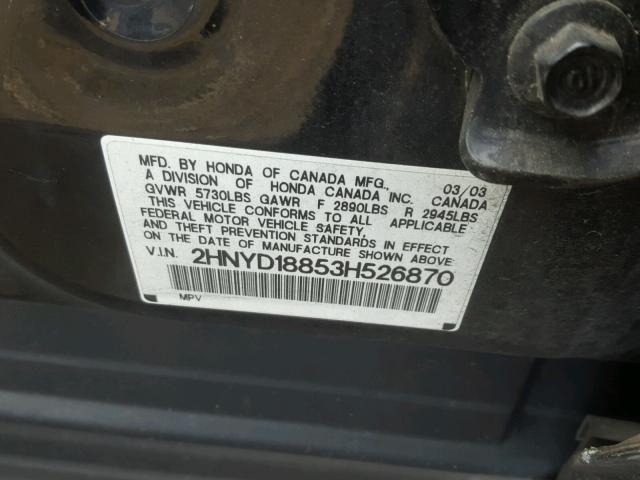 MFD. BY HONDA OF CANADA MFG., 03/03
A DIVISION OF HONDA CANADA INC. CANADA
GVWR 5730LBS GAWR F 2890LBS R 2945LBS
THIS VEHICLE CONFORMS TO ALL APPLICABLE
FEDERAL MOTOR VEHICLE SAFETY,
AND THEFT PREVENTION STANDARDS IN EFFECT
ON THE DATE OF MANUFACTURE SHOWN ABOVE.
V.I.N. 2HNYD18853H526870
MPV